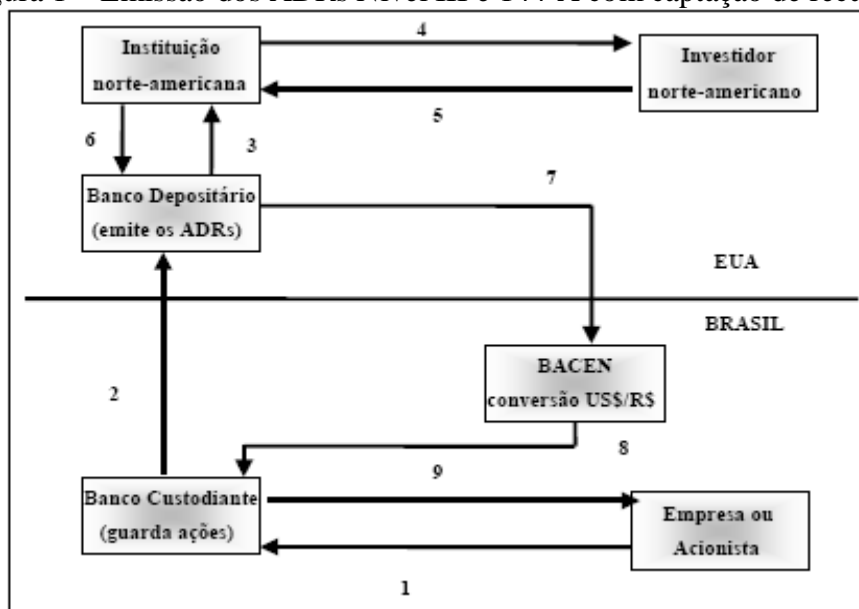 4
Instituição
norte-americana
Investidor
norte-americano
5
6
3
7
Banco Depositário
(emite os ADRs)
EUA
BRASIL
BACEN
conversão US$/R$
2
8
9
Banco Custodiante
(guarda ações)
Empresa ou
Acionista
1